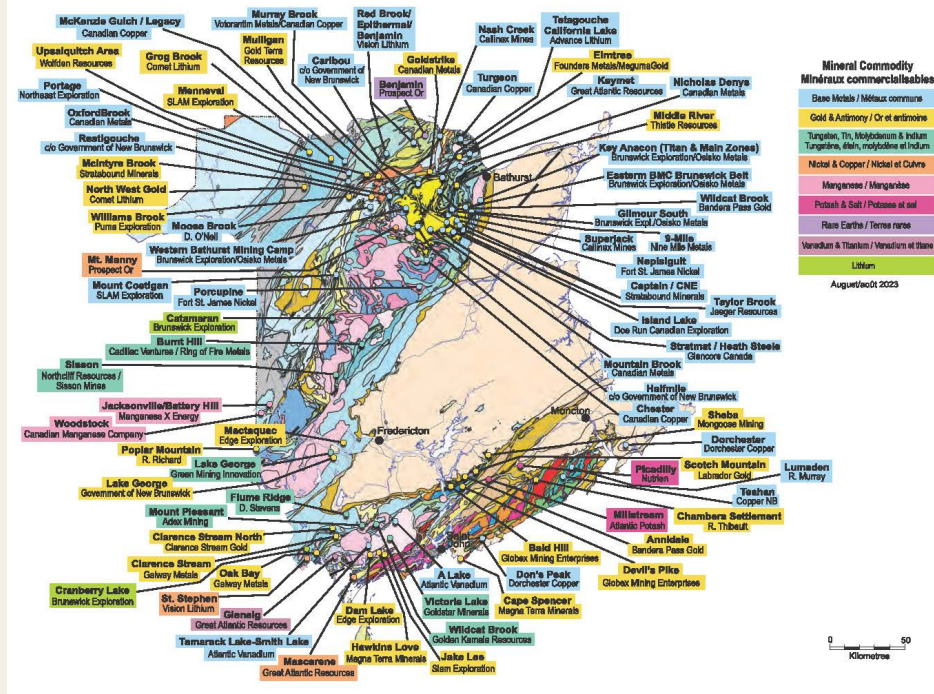 McKenzie Gulch / Legacy
Canadian Copper
Murray Brook
Votorantim Metals/Canadian Copper
Red Brook/
Epithermal/
Benjamin
Vision Lithium
Nash Creek
Callinex Mines
Tetagouche
California Lake
Advance Lithium
Upsalquitch Area
Wolfden Resources
Grog Brook
Comet Lithium
Mulligan
Gold Terra
Resources
Caribou
c/o Government of
New Brunswick
Goldstrike
Canadian Metals
Elmtree
Founders Metals/MegumaGold
Portage
Northeast Exploration
Menneval
SLAM Exploration
Benjamin
Prospect Or
Turgeon
Canadian Copper
Keymet
Great Atlantic Resources
Nicholas Denys
Canadian Metals
OxfordBrook
Canadian Metals
Middle River
Thistle Resources
Restigouche
c/o Government of New Brunswick
Key Anacon (Titan & Main Zones)
Brunswick Exploration/Osisko Metals
McIntyre Brook
Stratabound Minerals
Bathurst
Eastern BMC Brunswick Belt
Brunswick Exploration/Osisko Metals
North West Gold
Comet Lithium
Wildcat Brook
Bandera Pass Gold
Williams Brook
Puma Exploration
Gilmour South
Brunswick Expl./Osisko Metals
Moose Brook
D. O'Neil
Superjack
Callinex Mines
9-Mile
Nine Mile Metals
Western Bathurst Mining Camp
Brunswick Exploration/Osisko Metals
Nepisiguit
Fort St. James Nickel
Mt. Manny
Prospect Or
Captain / CNE
Stratabound Minerals
Mount Costigan
SLAM Exploration
Porcupine
Fort St. James Nickel
Taylor Brook
Jaeger Resources
Catamaran
Brunswick Exploration
Island Lake
Doe Run Canadian Exploration
Burnt Hill
Cadillac Ventures / Ring of Fire Metals
Stratmat / Heath Steele
Glencore Canada
Sisson
Northcliff Resources /
Sisson Mines
Mountain Brook
Canadian Metals
Halfmile
c/o Government of New Brunswick
Jacksonville/Battery Hill
Manganese X Energy
Chester
Canadian Copper
Moncton
Sheba
Mongoose Mining
Woodstock
Canadian Manganese Company
Mactaquac
Edge Exploration
Fredericton
Dorchester
Dorchester Copper
Poplar Mountain
R. Richard
Lake George
Green Mining Innovation
Picadilly
Nutrien
Scotch Mountain
Labrador Gold
Lumsden
R. Murray
Lake George
Government of New Brunswick
Teahan
Copper NB
Flume Ridge
D. Stevens
Mount Pleasant
Adex Mining
Millstream
Atlantic Potash
Chambers Settlement
R. Thibault
Clarence Stream North
Clarence Stream Gold
Saint
John
Bald Hill
Globex Mining Enterprises
Annidale
Bandera Pass Gold
Clarence Stream
Galway Metals
Oak Bay
Galway Metals
A Lake
Atlantic Vanadium
Don's Peak
Dorchester Copper
Devil's Pike
Globex Mining Enterprises
Cranberry Lake
Brunswick Exploration
St. Stephen
Vision Lithium
Victoria Lake
Goldstar Minerals
Cape Spencer
Magna Terra Minerals
Glenelg
Great Atlantic Resources
Dam Lake
Edge Exploration
Wildcat Brook
Golden Kamala Resources
Tamarack Lake-Smith Lake
Atlantic Vanadium
Hawkins Love
Magna Terra Minerals
Jake Lee
Slam Exploration
Mascarene
Great Atlantic Resources
Mineral Commodity
Minéraux commercialisables
Base Metals / Métaux communs
Gold & Antimony / Or et antimoine
Tungsten, Tin, Molybdenum & Indium
Tungstène, étain, molybdène et indium
Nickel & Copper / Nickel et Cuivre
Manganese / Manganèse
Potash & Salt / Potasse et sel
Rare Earths / Terres rares
Vanadium & Titanium / Vanadium et titane
Lithium
August/août 2023
0 50
Kilometres